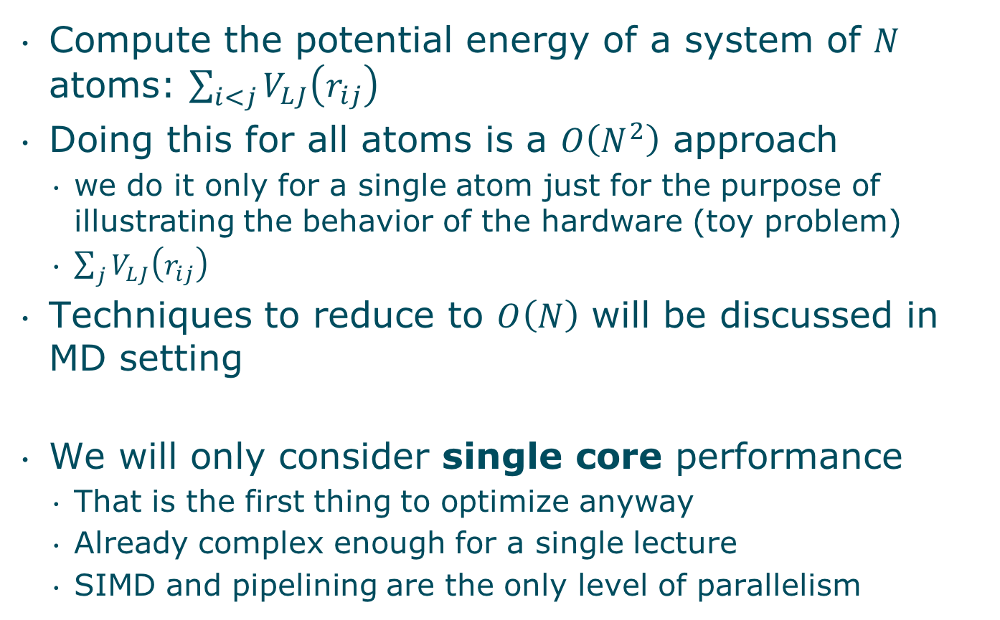 · Compute the potential energy of a system of N
atoms: ∑_{i<j} V_{LJ}(r_{ij})
· Doing this for all atoms is a O(N²) approach
· we do it only for a single atom just for the purpose of
illustrating the behavior of the hardware (toy problem)
· ∑_j V_{LJ}(r_{ij})
· Techniques to reduce to O(N) will be discussed in
MD setting
· We will only consider single core performance
· That is the first thing to optimize anyway
· Already complex enough for a single lecture
· SIMD and pipelining are the only level of parallelism